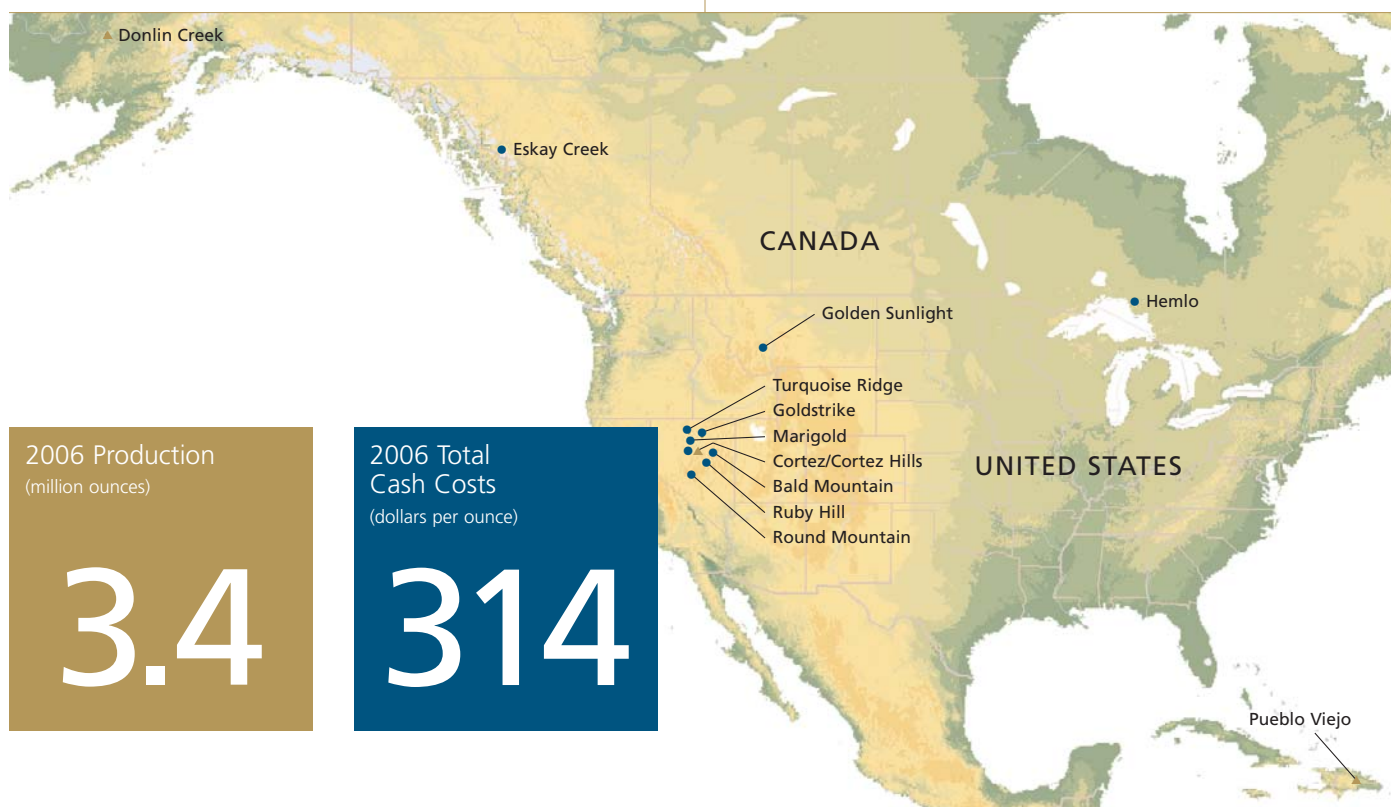 Donlin Creek
Eskay Creek
CANADA
Hemlo
Golden Sunlight
Turquoise Ridge
Goldstrike
Marigold
Cortez/Cortez Hills
Bald Mountain
Ruby Hill
Round Mountain
UNITED STATES
2006 Production
(million ounces)
3.4
2006 Total
Cash Costs
(dollars per ounce)
314
Pueblo Viejo